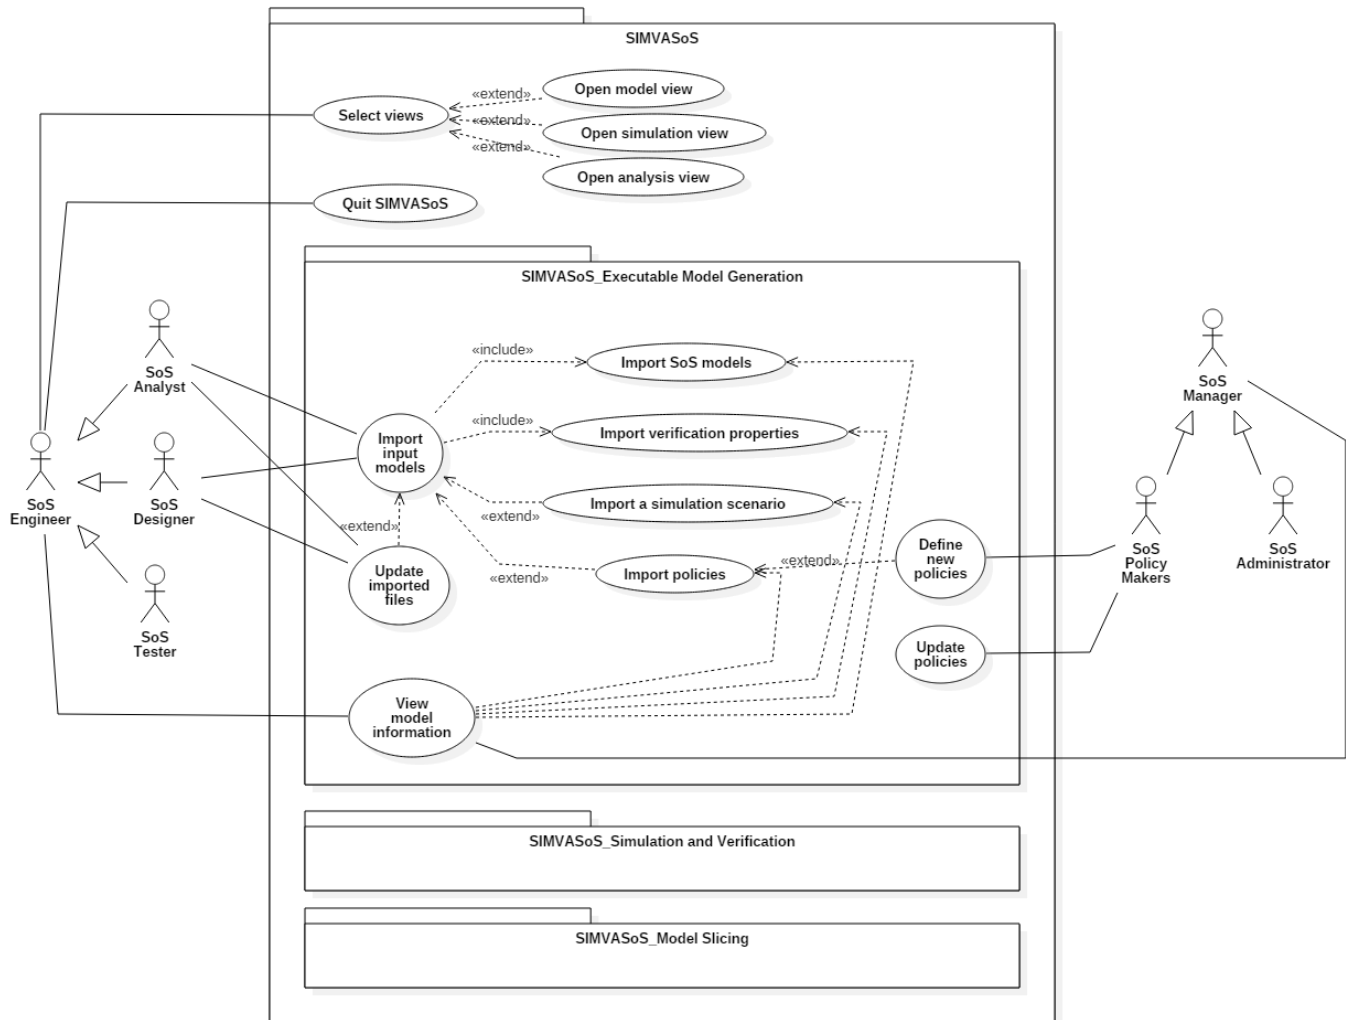 SIMVASoS
Select views
«extend»
«extend»
«extend»
Open model view
Open simulation view
Open analysis view
Quit SIMVASoS
SIMVASoS_Executable Model Generation
SoS
Analyst
SoS
Engineer
SoS
Designer
SoS
Tester
«include»
Import SoS models
Import
input
models
«include»
Import verification properties
«extend»
Import a simulation scenario
«extend»
Update
imported
files
«extend»
Import policies
«extend»
Define
new
policies
Update
policies
View
model
information
SoS
Manager
SoS
Policy
Makers
SoS
Administrator
SIMVASoS_Simulation and Verification
SIMVASoS_Model Slicing